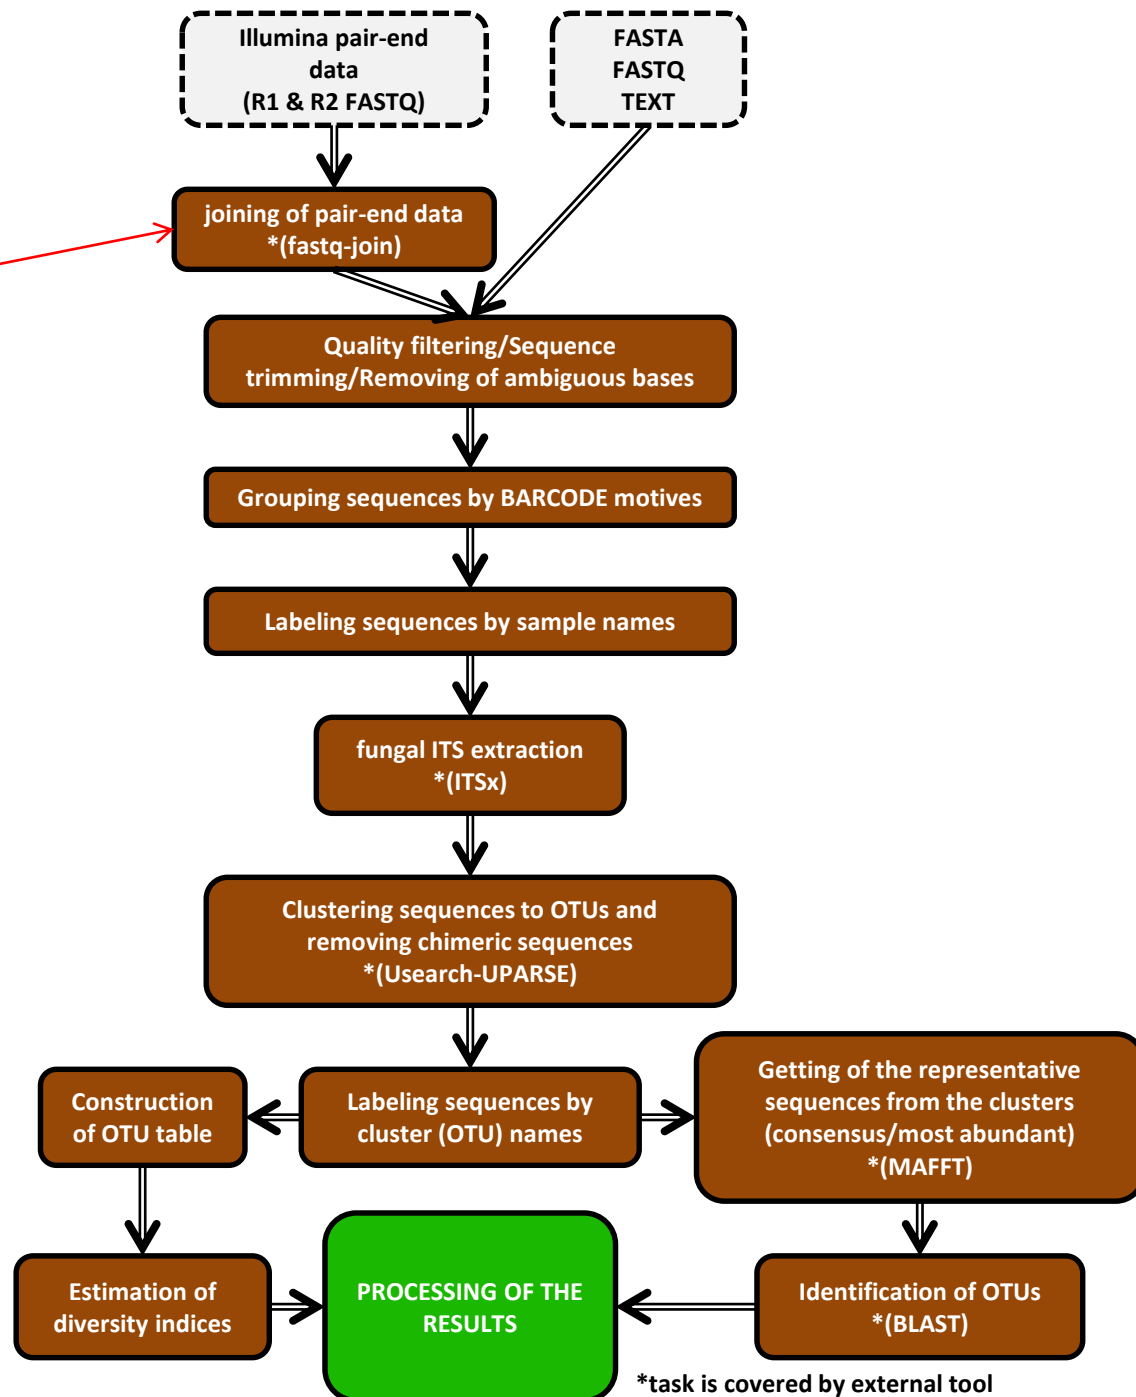 Illumina pair-end
data
(R1 & R2 FASTQ)
FASTA
FASTQ
TEXT
joining of pair-end data
*(fastq-join)
Quality filtering/Sequence
trimming/Removing of ambiguous bases
Grouping sequences by BARCODE motives
Labeling sequences by sample names
fungal ITS extraction
*(ITSx)
Clustering sequences to OTUs and
removing chimeric sequences
*(Usearch-UPARSE)
Construction
of OTU table
Labeling sequences by
cluster (OTU) names
Getting of the representative
sequences from the clusters
(consensus/most abundant)
*(MAFFT)
Estimation of
diversity indices
PROCESSING OF THE
RESULTS
Identification of OTUs
*(BLAST)
*task is covered by external tool